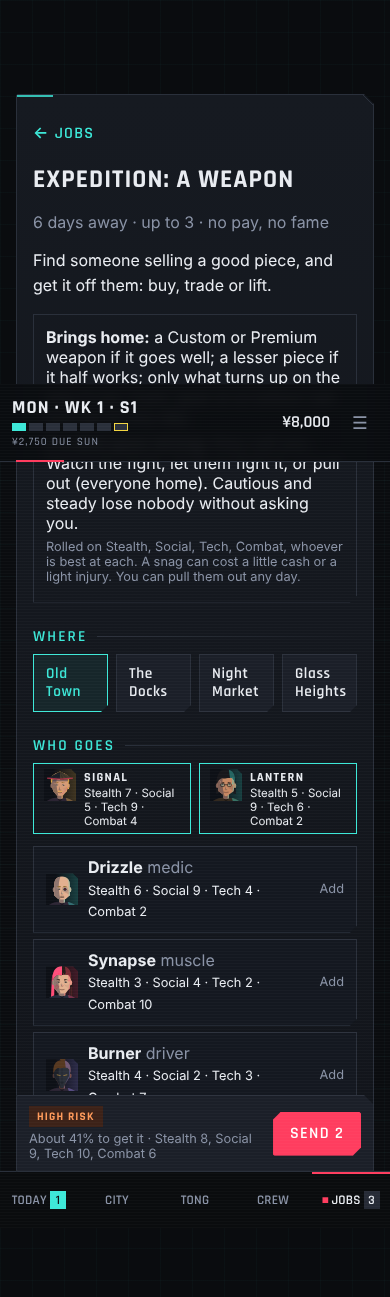 ← JOBS
EXPEDITION: A WEAPON
6 days away · up to 3 · no pay, no fame
Find someone selling a good piece, and
get it off them: buy, trade or lift.
Brings home: a Custom or Premium
weapon if it goes well; a lesser piece if
it half works; only what turns up on the
MON · WK 1 · S1
¥2,750 DUE SUN
¥8,000 ☰
Watch the fight, let them fight it, or pull
out (everyone home). Cautious and
steady lose nobody without asking
you.
Rolled on Stealth, Social, Tech, Combat, whoever
is best at each. A snag can cost a little cash or a
light injury. You can pull them out any day.
WHERE
Old
Town
The
Docks
Night
Market
Glass
Heights
WHO GOES
SIGNAL
Stealth 7 · Social
5 · Tech 9 ·
Combat 4
LANTERN
Stealth 5 · Social
9 · Tech 6 ·
Combat 2
Drizzle medic
Stealth 6 · Social 9 · Tech 4 ·
Combat 2
Add
Synapse muscle
Stealth 3 · Social 4 · Tech 2 ·
Combat 10
Add
Burner driver
Stealth 4 · Social 2 · Tech 3 ·
Add
HIGH RISK
About 41% to get it · Stealth 8, Social
9, Tech 10, Combat 6
SEND 2
TODAY 1 CITY TONG CREW JOBS 3